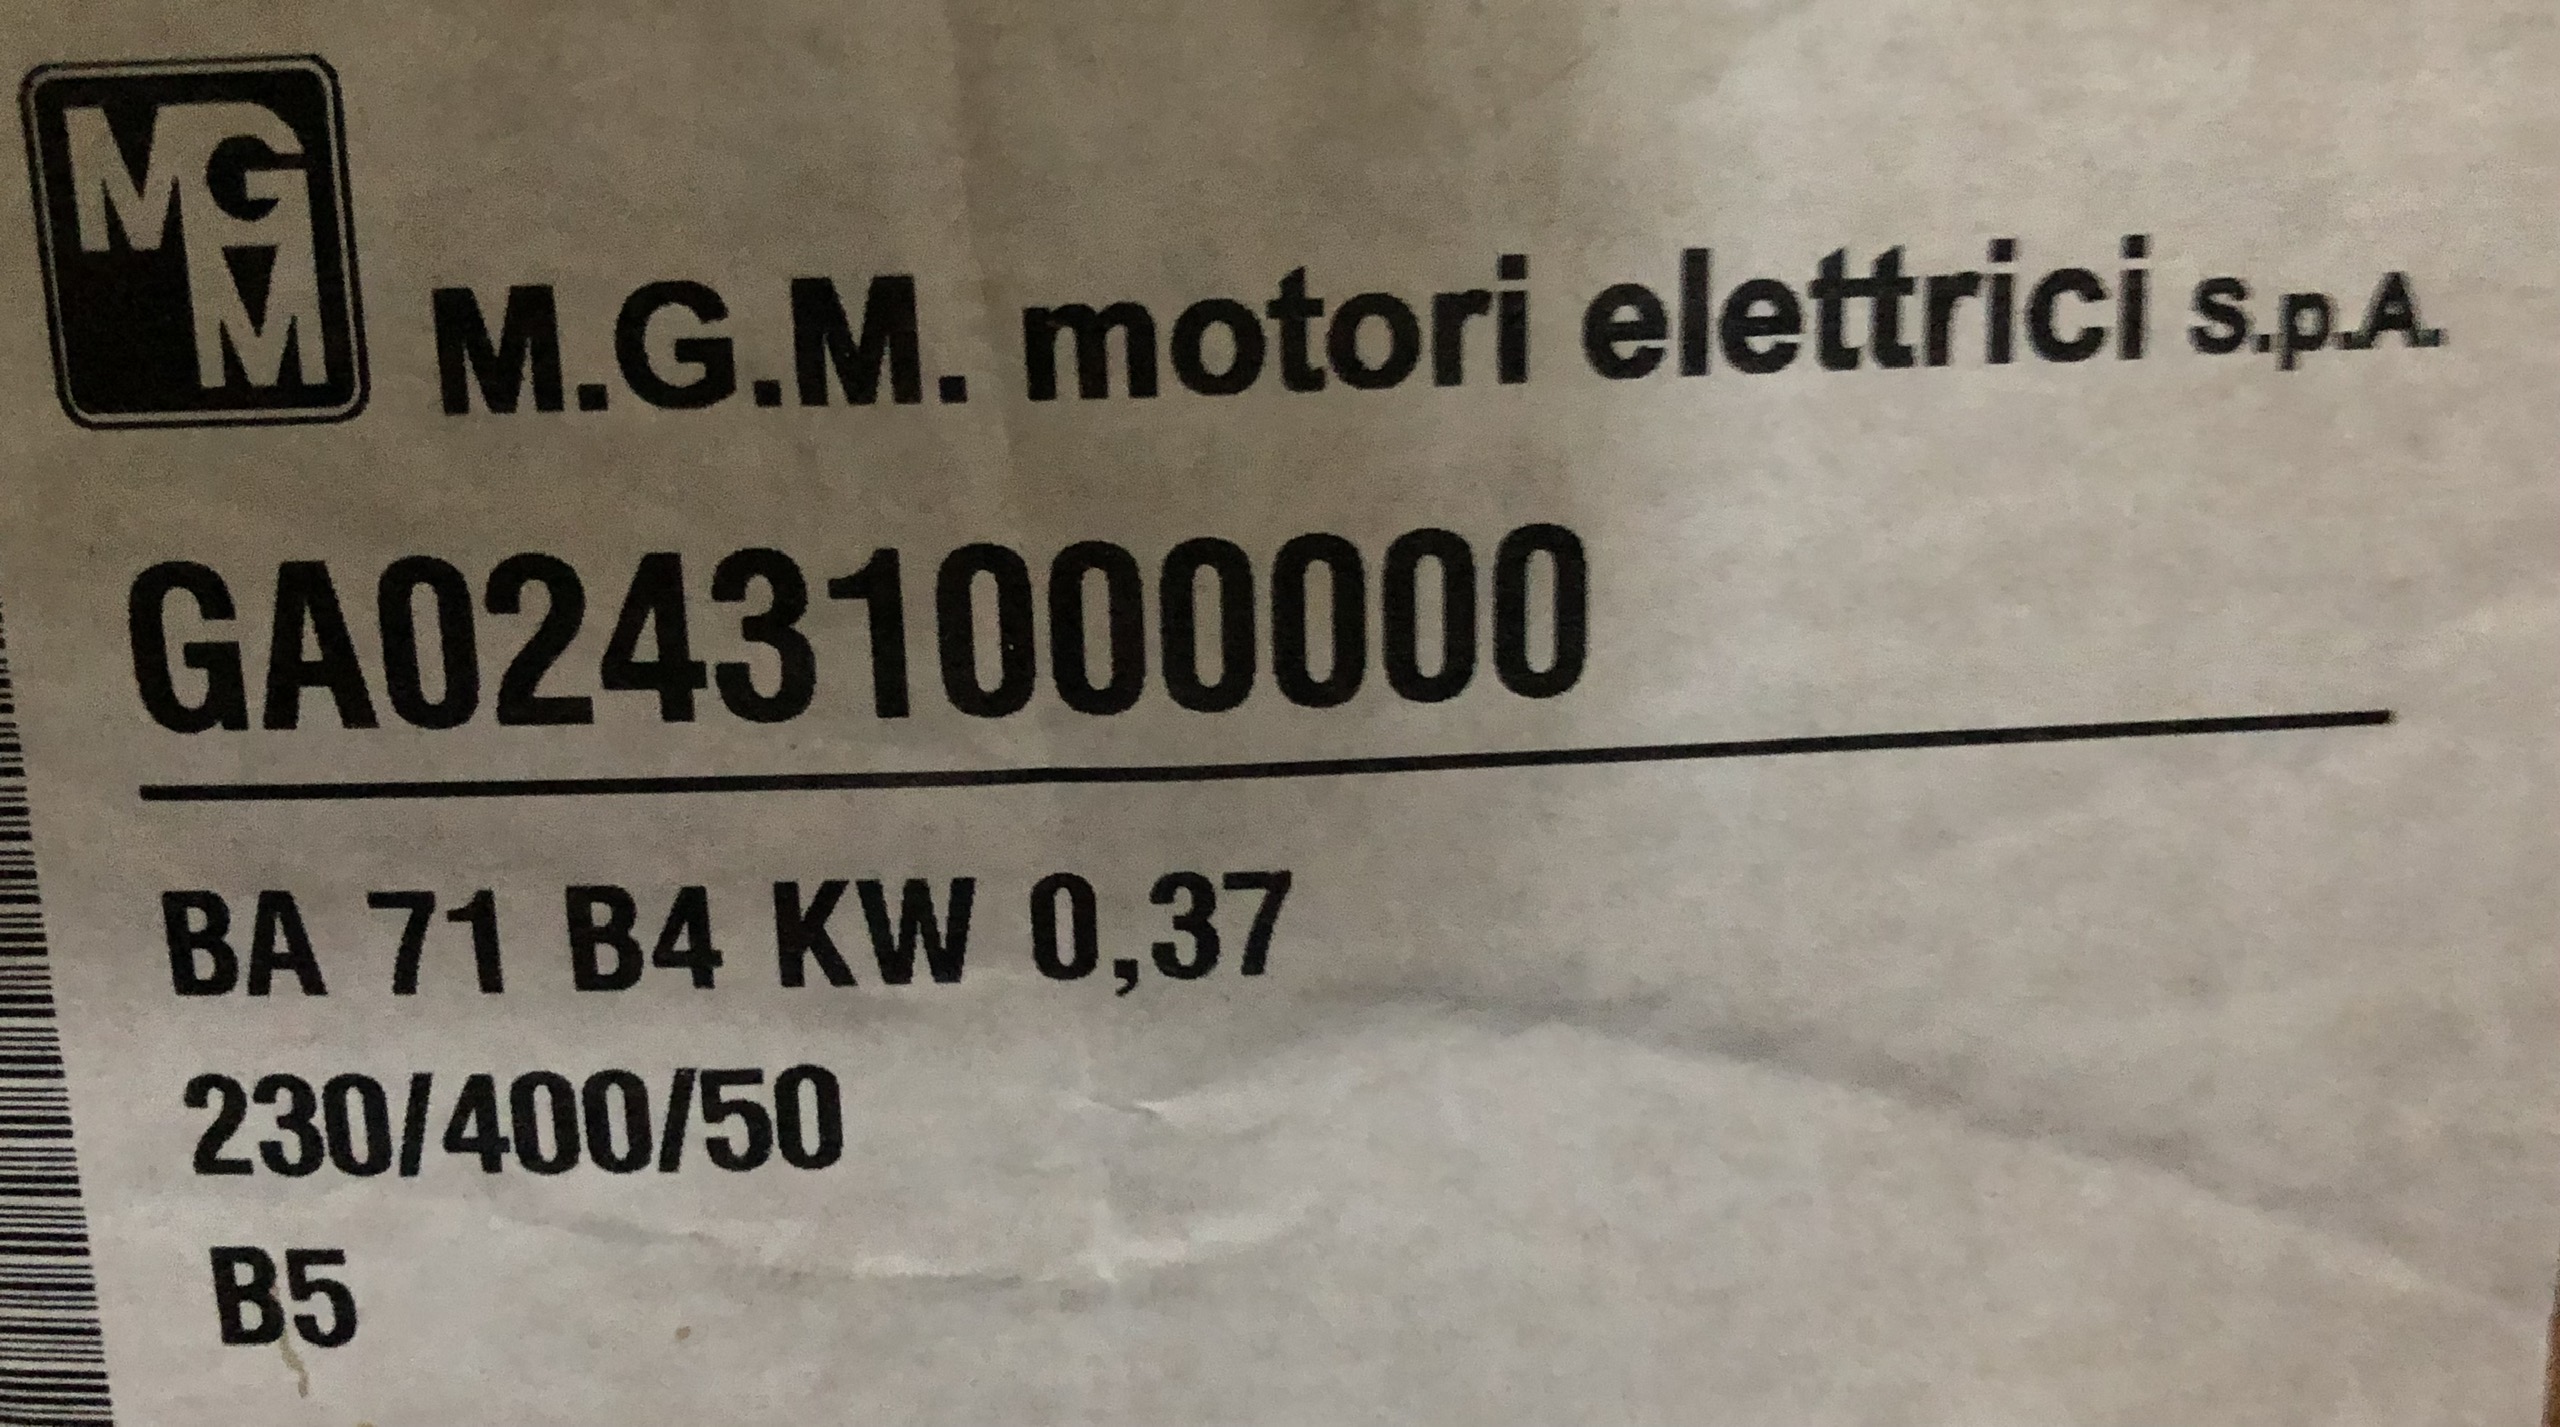 MGM
M.G.M. motori elettrici S.p.A.
GA02431000000
BA 71 B4 KW 0,37
230/400/50
B5